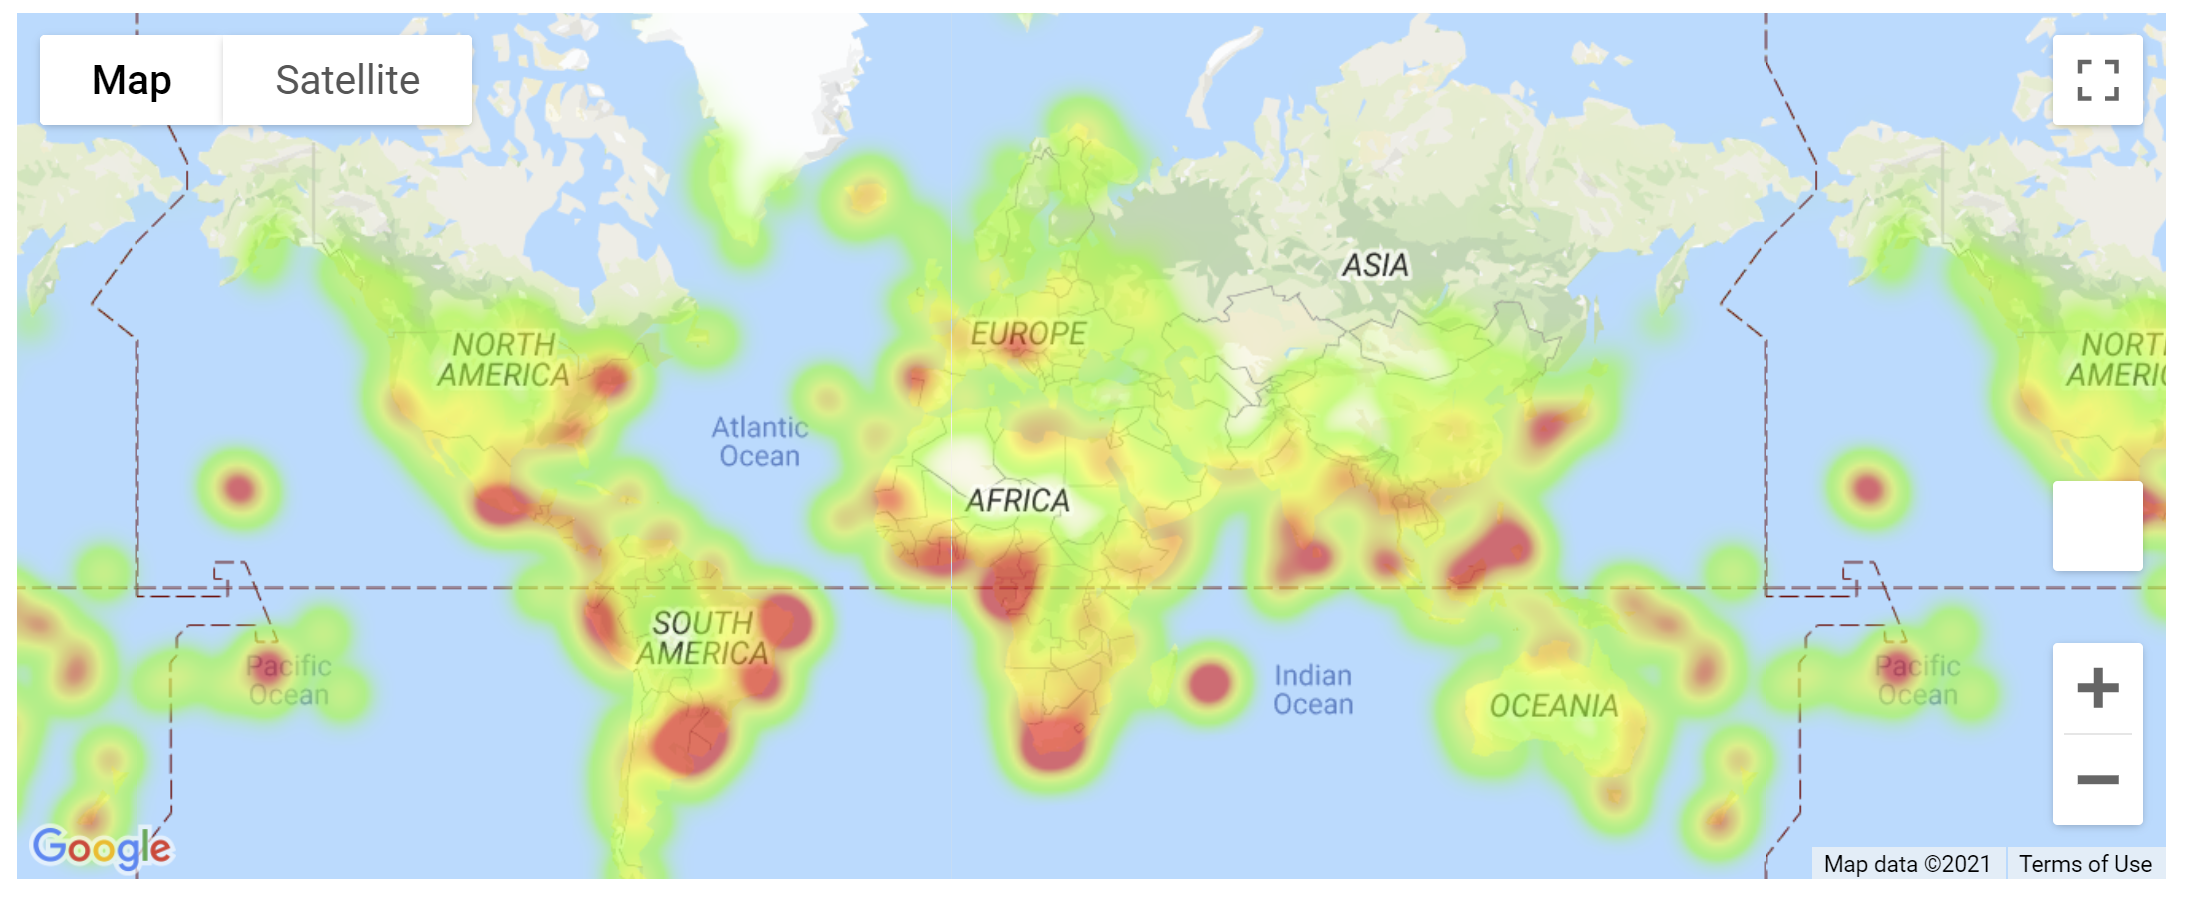 Map
Satellite
ASIA
NORTH
AMERICA
EUROPE
NORTH
AMERIC
Atlantic
Ocean
AFRICA
SOUTH
AMERICA
Pacific
Ocean
Indian
Ocean
OCEANIA
Pacific
Ocean
Google
Map data ©2021
Terms of Use